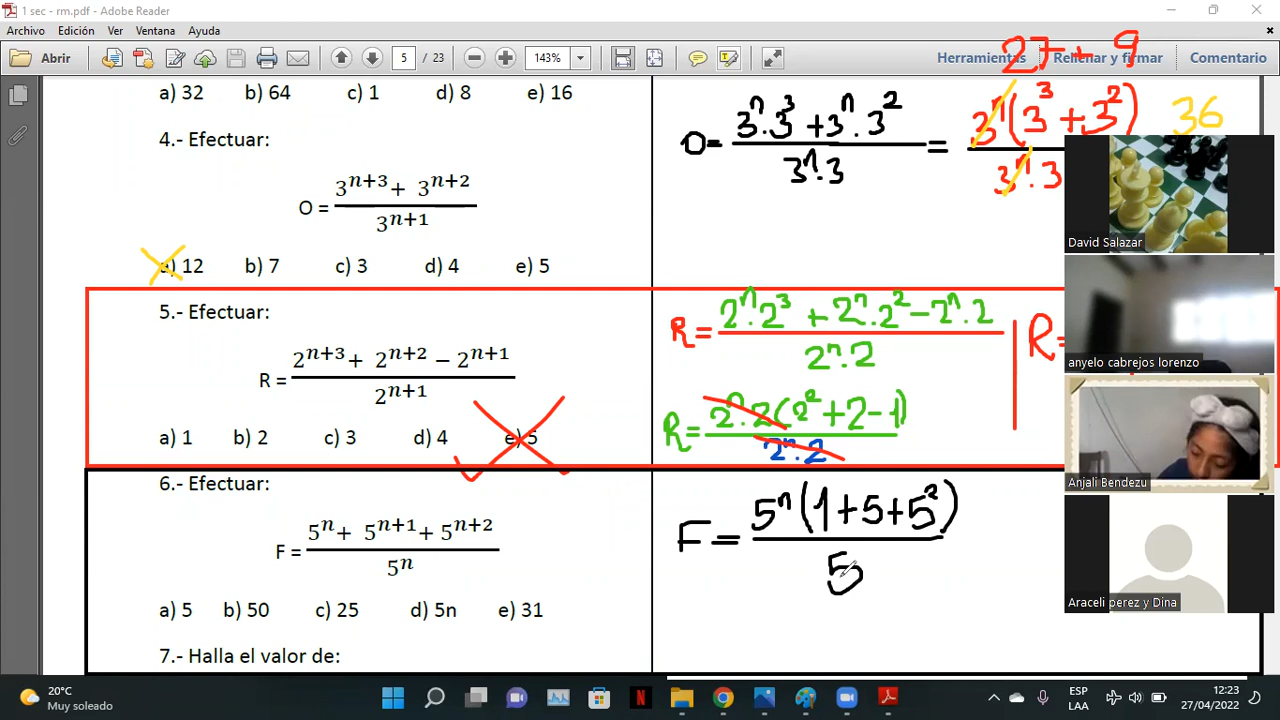 1 sec - rm.pdf - Adobe Reader
Archivo Edición Ver Ventana Ayuda
Abrir 5 / 23 143% Herramientas Rellenar y firmar Comentario
27 + 9
a) 32 b) 64 c) 1 d) 8 e) 16
4.- Efectuar:
O = (3^{n+3} + 3^{n+2}) / 3^{n+1}
a) 12 b) 7 c) 3 d) 4 e) 5
O = (3^n.3^3 + 3^n.3^2) / (3^n.3) = 3^n(3^3 + 3^2) / (3^n.3) 36
5.- Efectuar:
R = (2^{n+3} + 2^{n+2} − 2^{n+1}) / 2^{n+1}
a) 1 b) 2 c) 3 d) 4 e) 5
R = (2^n.2^3 + 2^n.2^2 − 2^n.2) / (2^n.2) | R =
R = 2^n.2(2^2 + 2 − 1) / (2^n.2)
6.- Efectuar:
F = (5^n + 5^{n+1} + 5^{n+2}) / 5^n
a) 5 b) 50 c) 25 d) 5n e) 31
F = 5^n(1 + 5 + 5^2) / 5
7.- Halla el valor de:
David Salazar
anyelo cabrejos lorenzo
Anjali Bendezu
Araceli perez y Dina
20°C
Muy soleado
ESP
LAA
12:23
27/04/2022